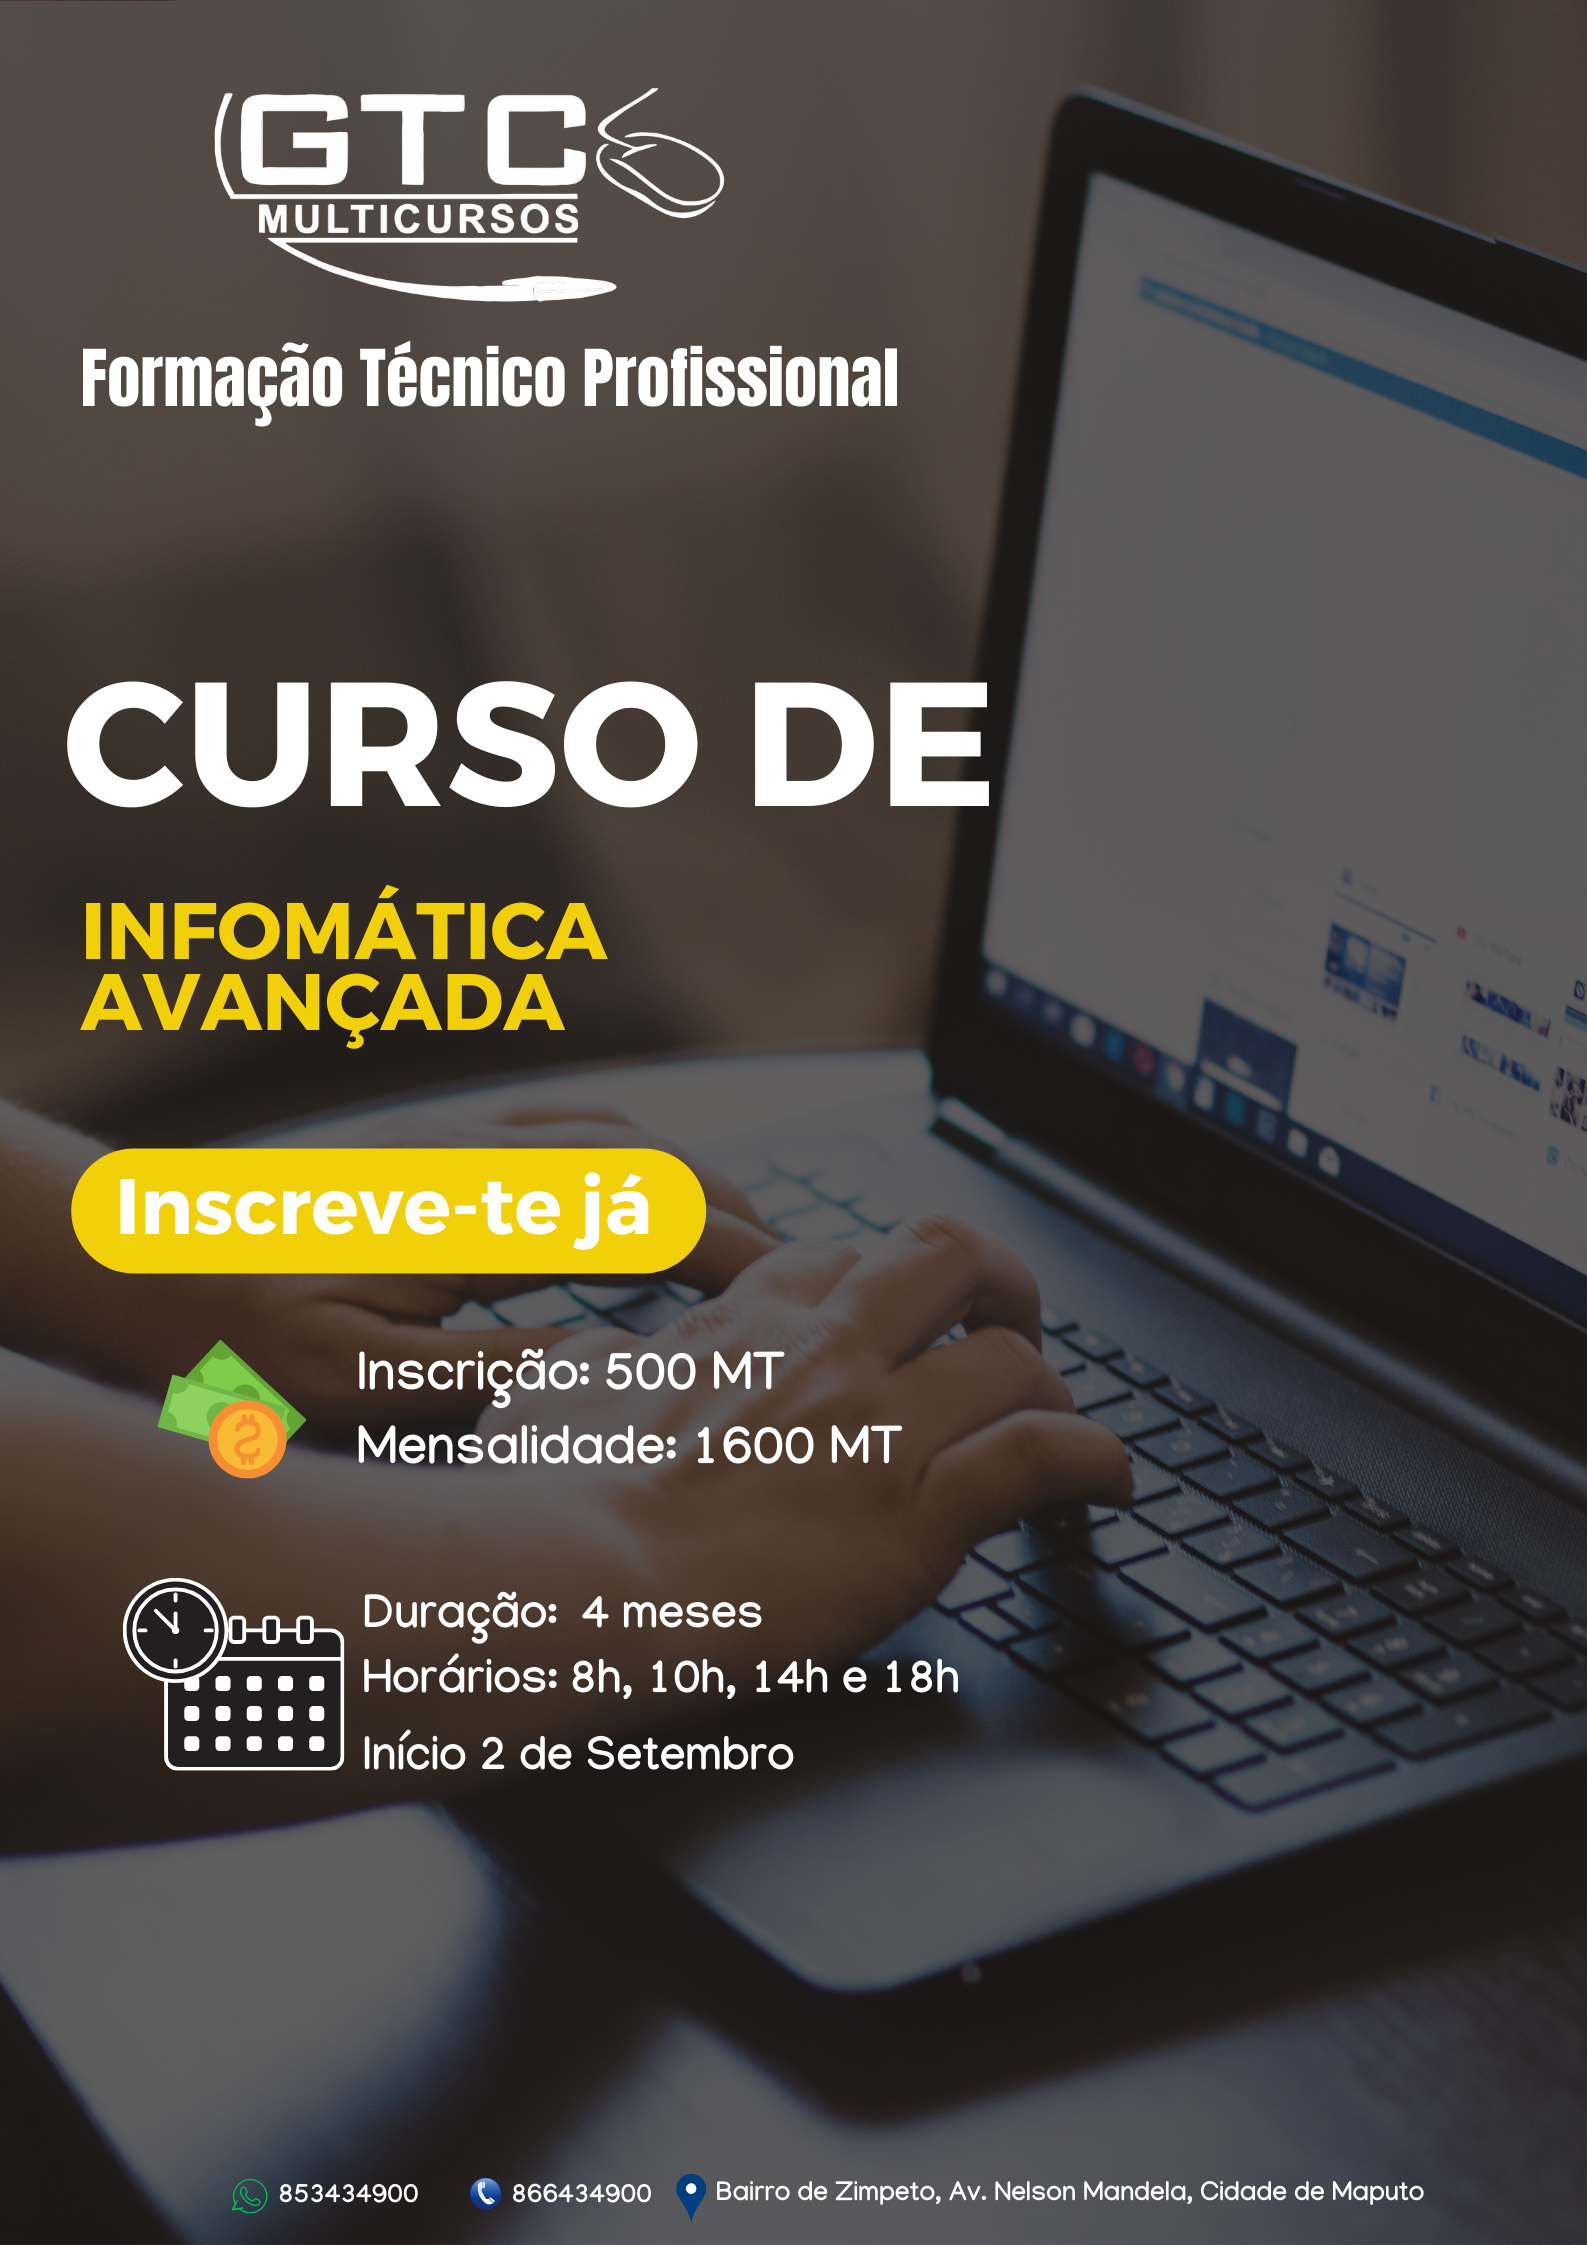 GTC
MULTICURSOS
Formação Técnico Profissional
CURSO DE
INFOMÁTICA
AVANÇADA
Inscreve-te já
Inscrição: 500 MT
Mensalidade: 1600 MT
Duração: 4 meses
Horários: 8h, 10h, 14h e 18h
Início 2 de Setembro
853434900 866434900 Bairro de Zimpeto, Av. Nelson Mandela, Cidade de Maputo